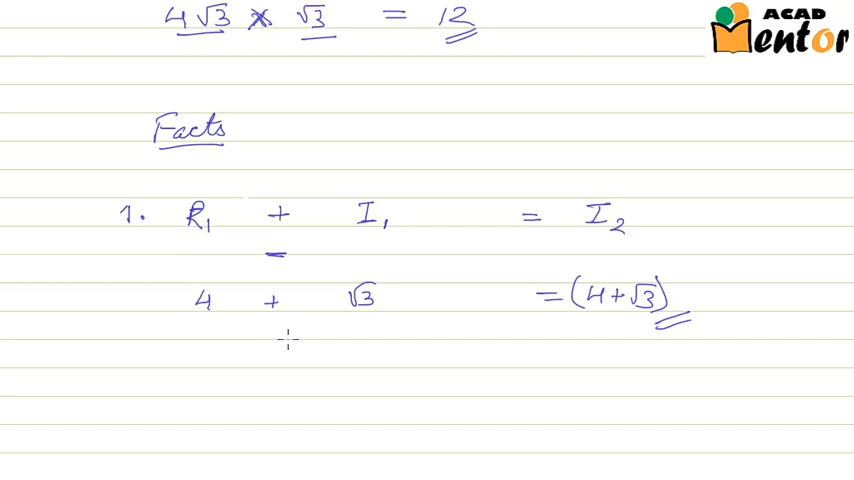 4√3 × √3 = 12
ACAD
Mentor
Facts
1. R₁ + I₁ = I₂
–
4 + √3 = (4+√3)